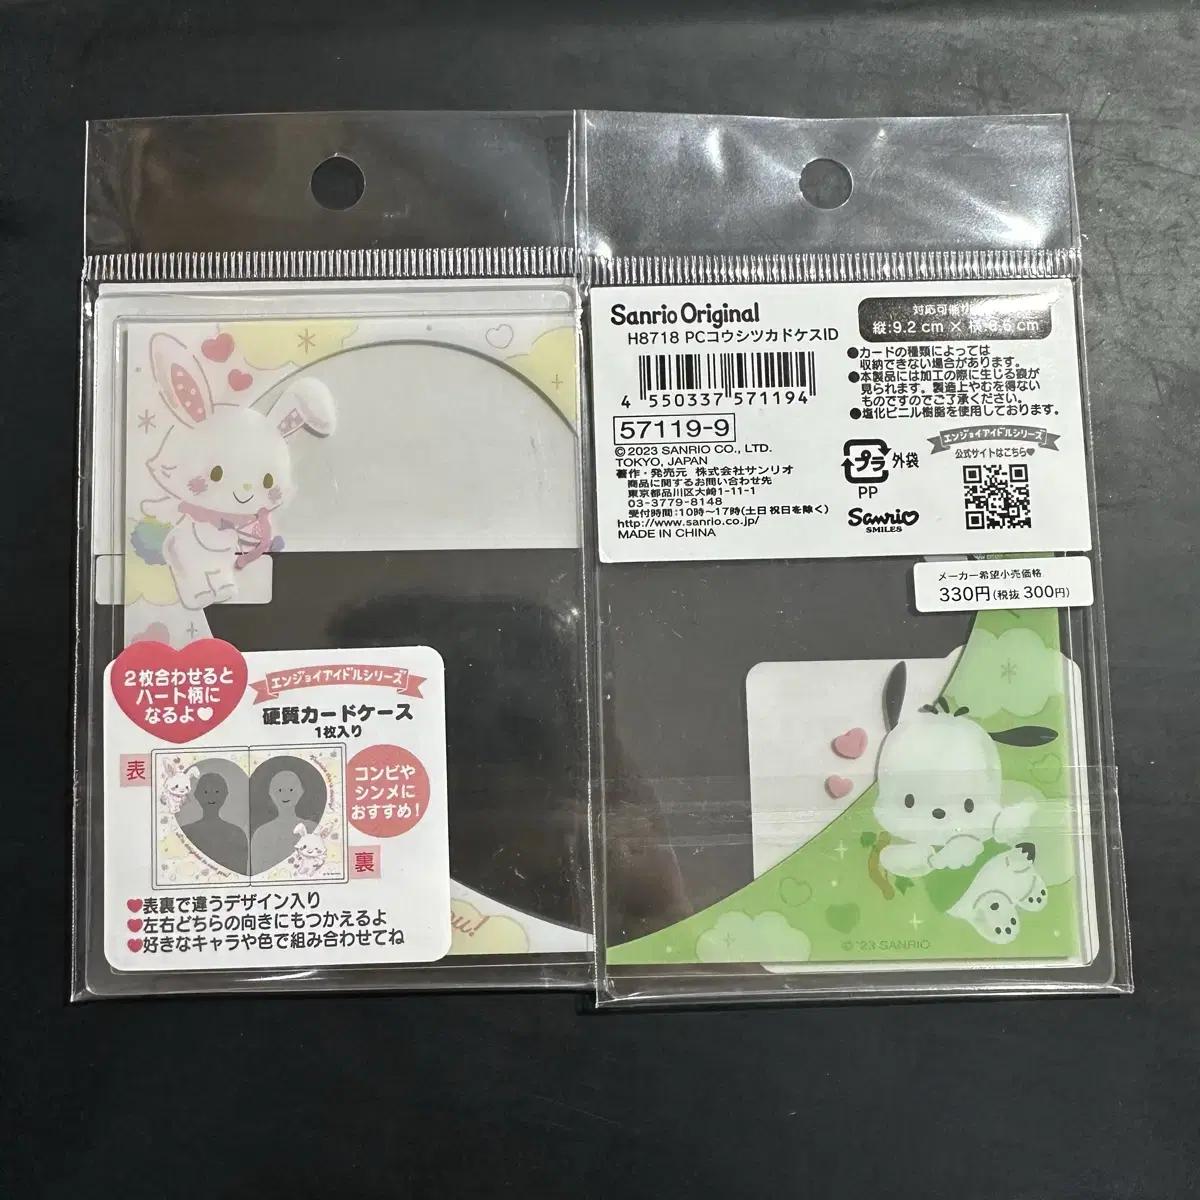 2枚合わせると
ハート柄に
なるよ♥
エンジョイアイドルシリーズ
硬質カードケース
1枚入り
表
コンビや
シンメに
おすすめ!
裏
♥表裏で違うデザイン入り
♥左右どちらの向きにもつかえるよ
♥好きなキャラや色で組み合わせてね
you!
Sanrio Original
H8718 PCコウシツカドケスID
4 550337 571194
57119-9
©2023 SANRIO CO., LTD.
TOKYO, JAPAN
著作・発売元 株式会社サンリオ
商品に関するお問い合わせ先
東京都品川区大崎1-11-1
03-3779-8148
受付時間:10時〜17時(土日祝日を除く)
http://www.sanrio.co.jp/
MADE IN CHINA
対応可能
縦:9.2 cm × 横:6.5 cm
●カードの種類によっては
収納できない場合があります。
●本製品には加工の際に生じる痕が
見られます。製造上やむを得ない
ものですのでご了承ください。
●塩化ビニル樹脂を使用しております。
プラ 外袋
PP
エンジョイアイドルシリーズ
公式サイトはこちら♥
Sanrio
SMILES
メーカー希望小売価格
330円(税抜 300円)
© '23 SANRIO